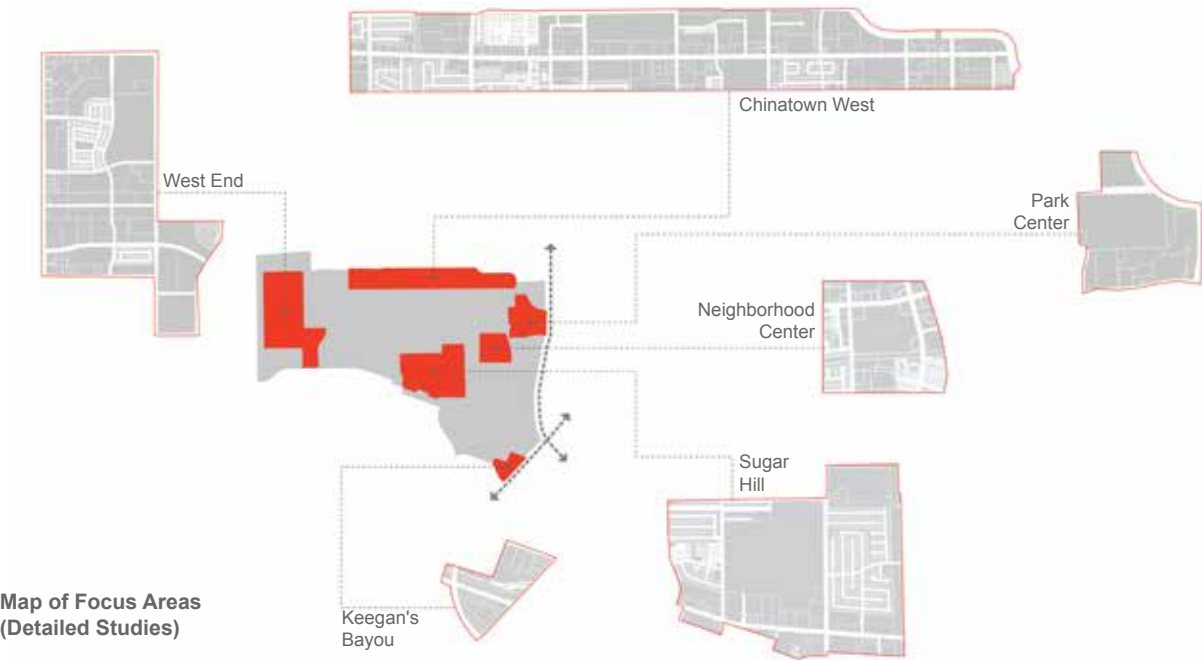 Chinatown West
West End
Park
Center
Neighborhood
Center
Sugar
Hill
Keegan's
Bayou
Map of Focus Areas
(Detailed Studies)